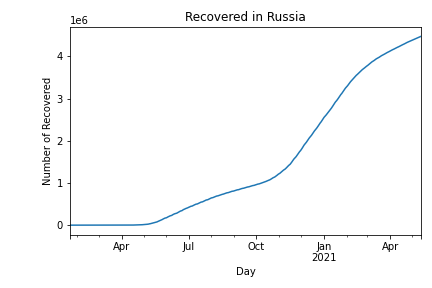 Recovered in Russia
1e6
Number of Recovered
4
3
2
1
0
Apr
Jul
Oct
Jan
2021
Apr
Day